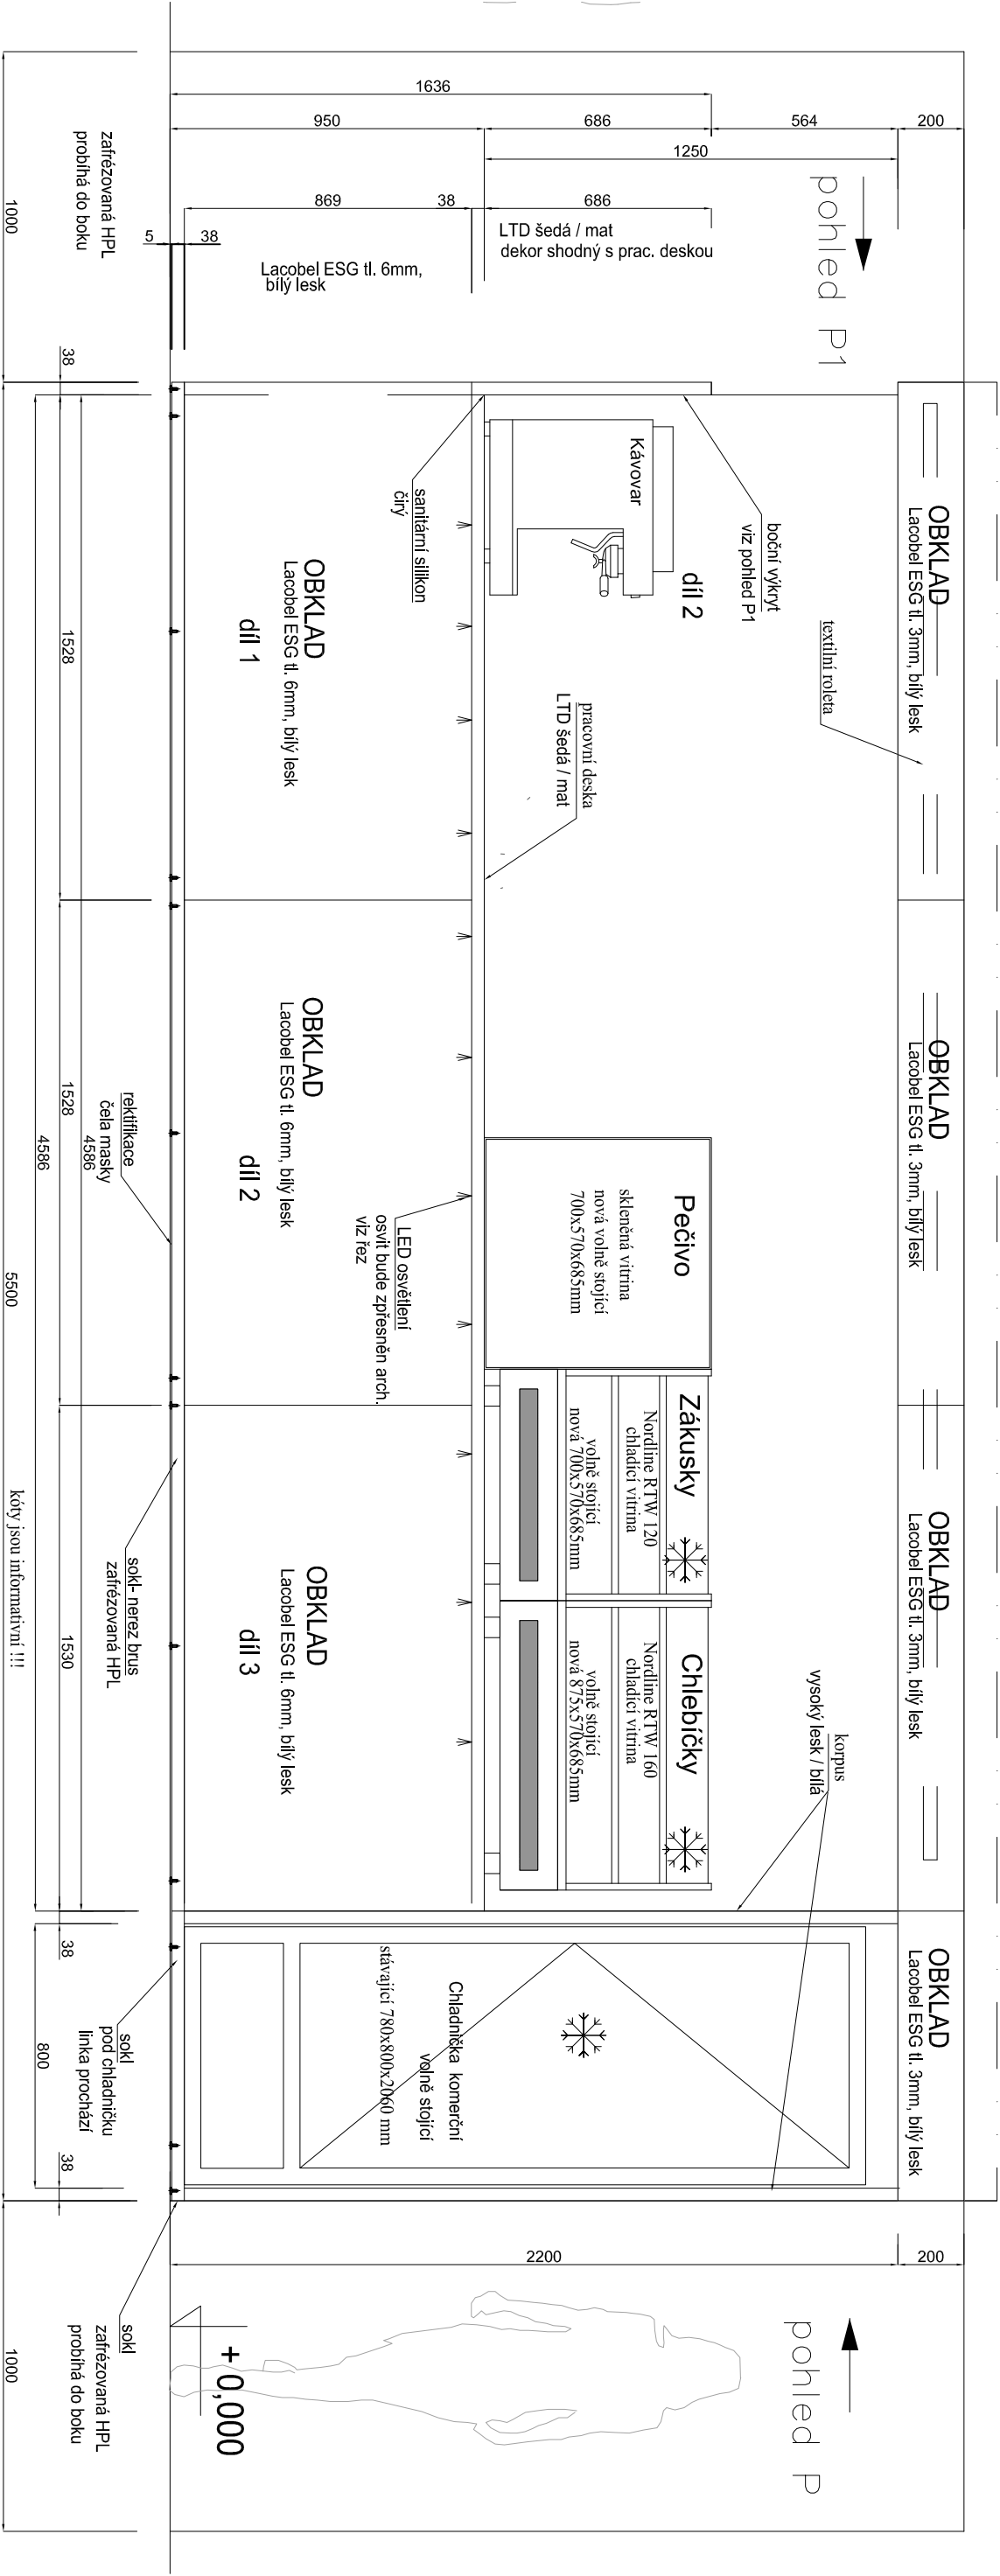 1636
950
686
564
200
1250
869
38
686
5
38
pohled P1
LTD šedá / mat
dekor shodný s prac. deskou
Lacobel ESG tl. 6mm,
bílý lesk
zafrézovaná HPL
probíhá do boku
1000
38
OBKLAD
Lacobel ESG tl. 3mm, bílý lesk
textilní roleta
boční výkryt
viz pohled P1
díl 2
Kávovar
sanitární silikon
čirý
pracovní deska
LTD šedá / mat
OBKLAD
Lacobel ESG tl. 6mm, bílý lesk
díl 1
1528
OBKLAD
Lacobel ESG tl. 3mm, bílý lesk
Pečivo
skleněná vitrina
nová volně stojící
700x570x685mm
LED osvětlení
osvit bude zpřesněn arch.
viz řez
OBKLAD
Lacobel ESG tl. 6mm, bílý lesk
díl 2
rektifikace
čela masky
4586
1528
4586
5500
OBKLAD
Lacobel ESG tl. 3mm, bílý lesk
Zákusky
Nordline RTW 120
chladící vitrina
volně stojící
nová 700x570x685mm
Chlebíčky
Nordline RTW 160
chladící vitrina
volně stojící
nová 875x570x685mm
OBKLAD
Lacobel ESG tl. 6mm, bílý lesk
díl 3
sokl- nerez brus
zafrézovaná HPL
1530
kóty jsou informativní !!!
korpus
vysoký lesk / bílá
OBKLAD
Lacobel ESG tl. 3mm, bílý lesk
Chladnička komerční
volně stojící
stávající 780x800x2060 mm
sokl
pod chladničku
linka prochází
38
800
38
2200
200
pohled P
+ 0,000
sokl
zafrézovaná HPL
probíhá do boku
1000